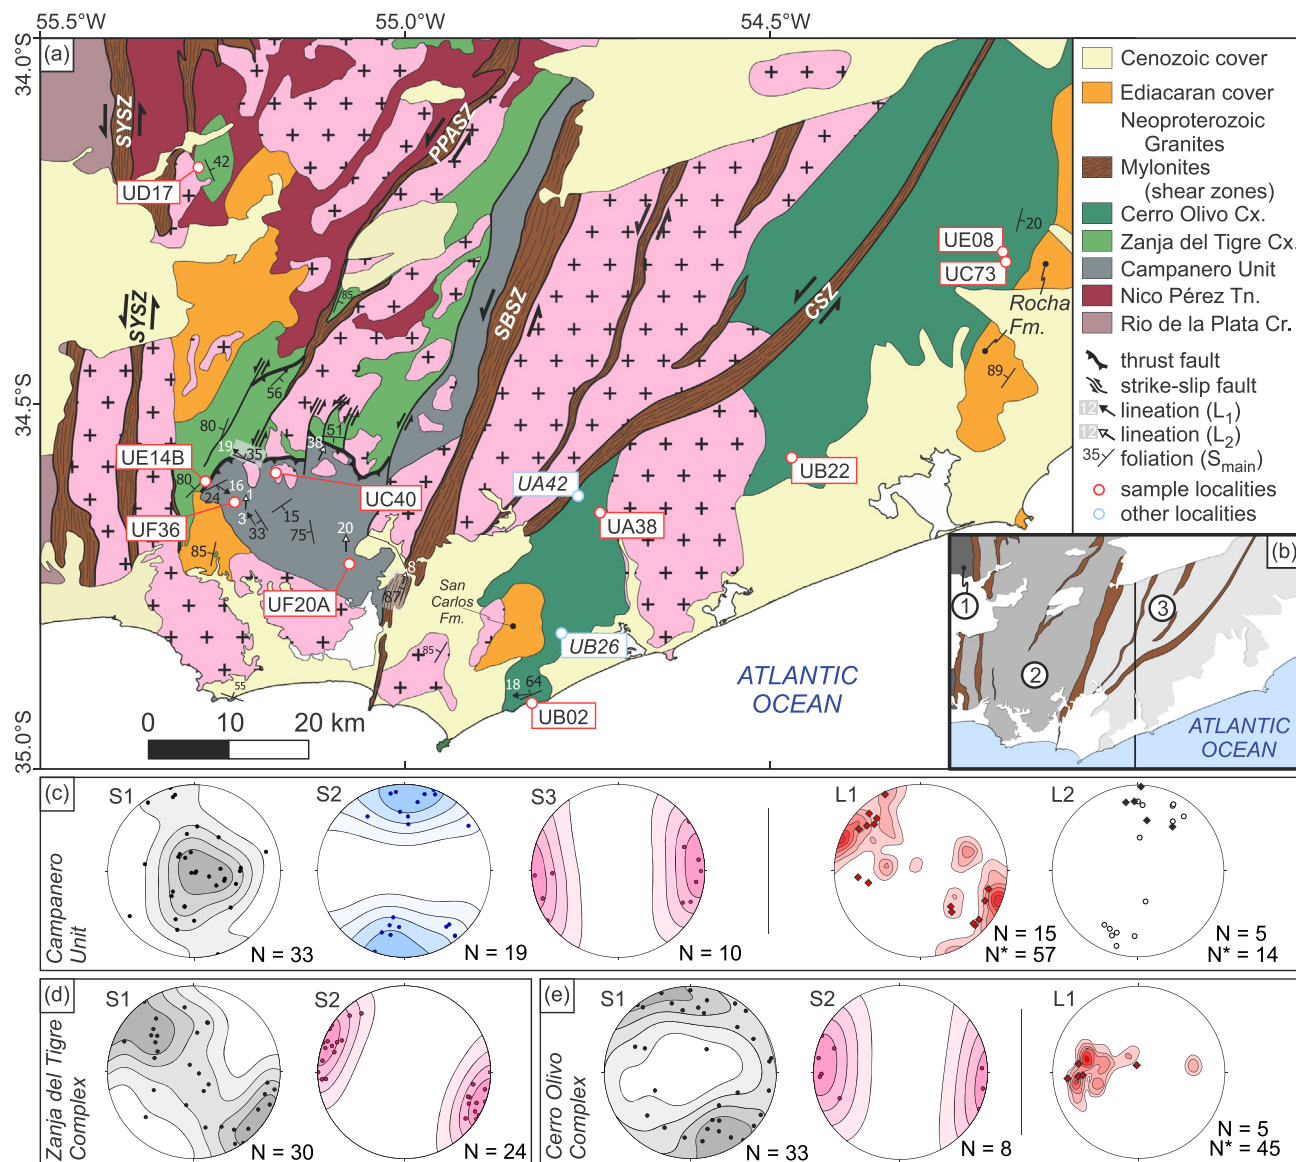 55.5°W
55.0°W
54.5°W
34.0°S
34.5°S
35.0°S
(a)
SYSZ
42
UD17
PPASZ
SYSZ
85
SBSZ
CSZ
20
UE08
UC73
Rocha
Fm.
89
56
80
19
35
38
51
UE14B
80
24
16
1
3
33
15
75
UF36
UC40
20
85
UF20A
8
87
UA42
UA38
UB22
San
Carlos
Fm.
UB26
85
55
18
64
UB02
ATLANTIC
OCEAN
0 10 20 km
Cenozoic cover
Ediacaran cover
Neoproterozoic
Granites
Mylonites
(shear zones)
Cerro Olivo Cx.
Zanja del Tigre Cx.
Campanero Unit
Nico Pérez Tn.
Rio de la Plata Cr.
thrust fault
strike-slip fault
12 lineation (L1)
12 lineation (L2)
35 foliation (Smain)
sample localities
other localities
(b)
1
2
3
ATLANTIC
OCEAN
(c)
Campanero
Unit
S1
N = 33
S2
N = 19
S3
N = 10
L1
N = 15
N* = 57
L2
N = 5
N* = 14
(d)
Zanja del Tigre
Complex
S1
N = 30
S2
N = 24
(e)
Cerro Olivo
Complex
S1
N = 33
S2
N = 8
L1
N = 5
N* = 45